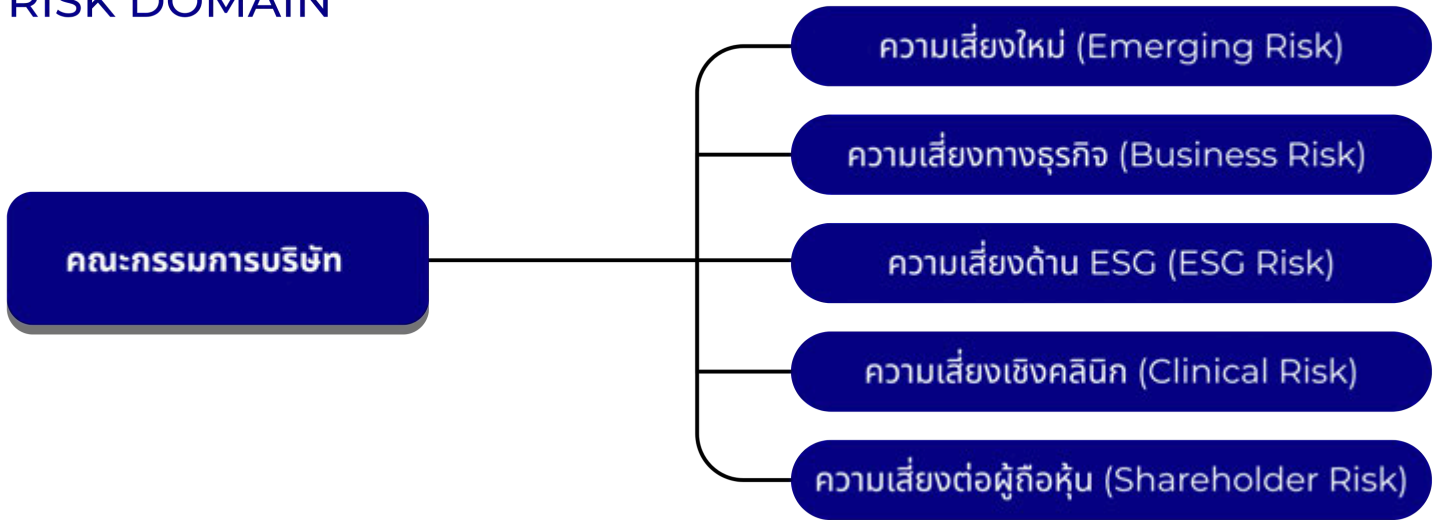 RISK DOMAIN
ความเสี่ยงใหม่ (Emerging Risk)
ความเสี่ยงทางธุรกิจ (Business Risk)
คณะกรรมการบริษัท
ความเสี่ยงด้าน ESG (ESG Risk)
ความเสี่ยงเชิงคลินิก (Clinical Risk)
ความเสี่ยงต่อผู้ถือหุ้น (Shareholder Risk)